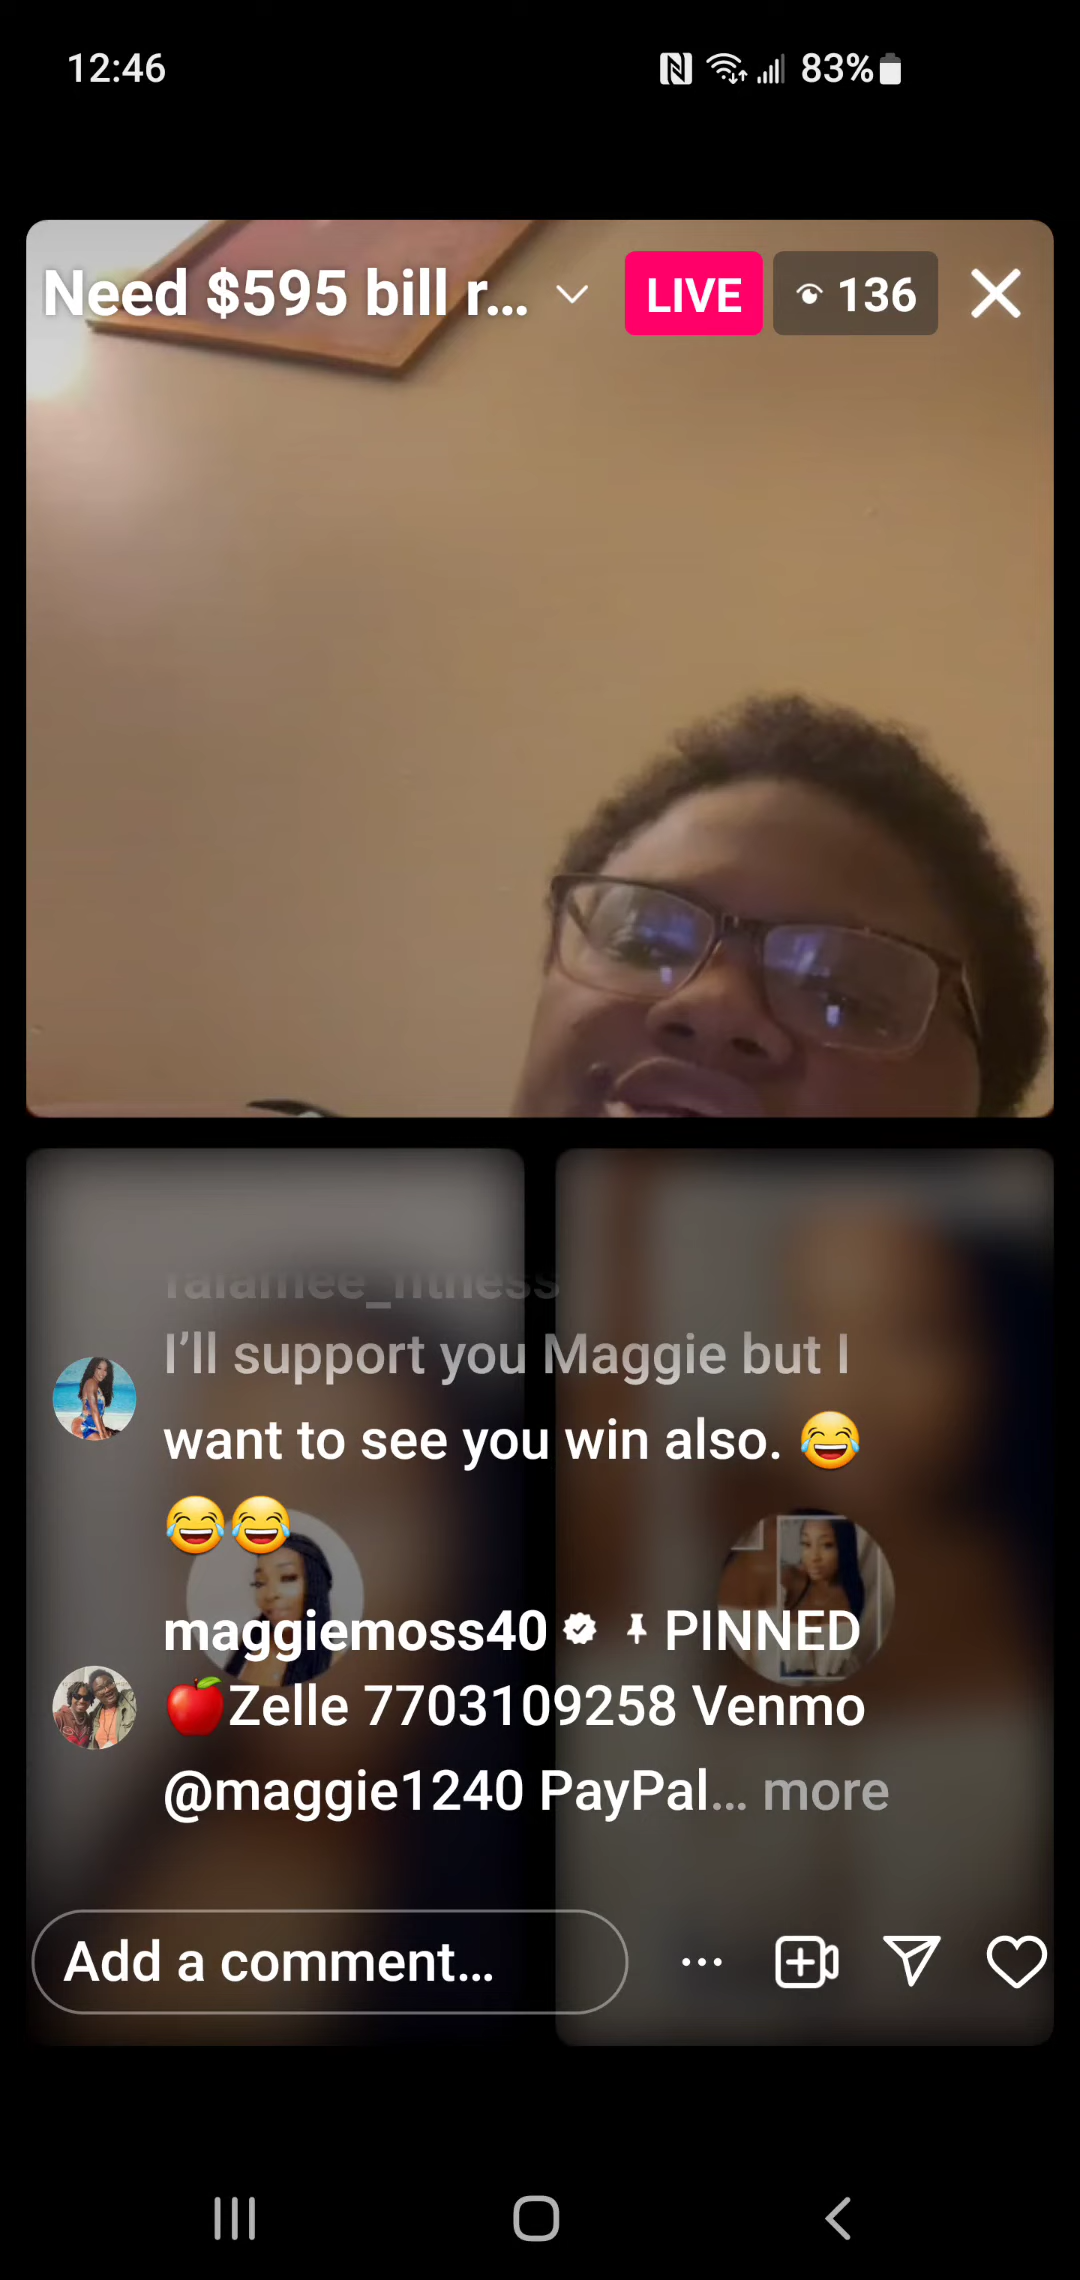 12:46
83%
Need $595 bill r...
LIVE
136
I'll support you Maggie but I
want to see you win also. 😂
😂😂
maggiemoss40 PINNED
🍎Zelle 7703109258 Venmo
@maggie1240 PayPal... more
Add a comment...